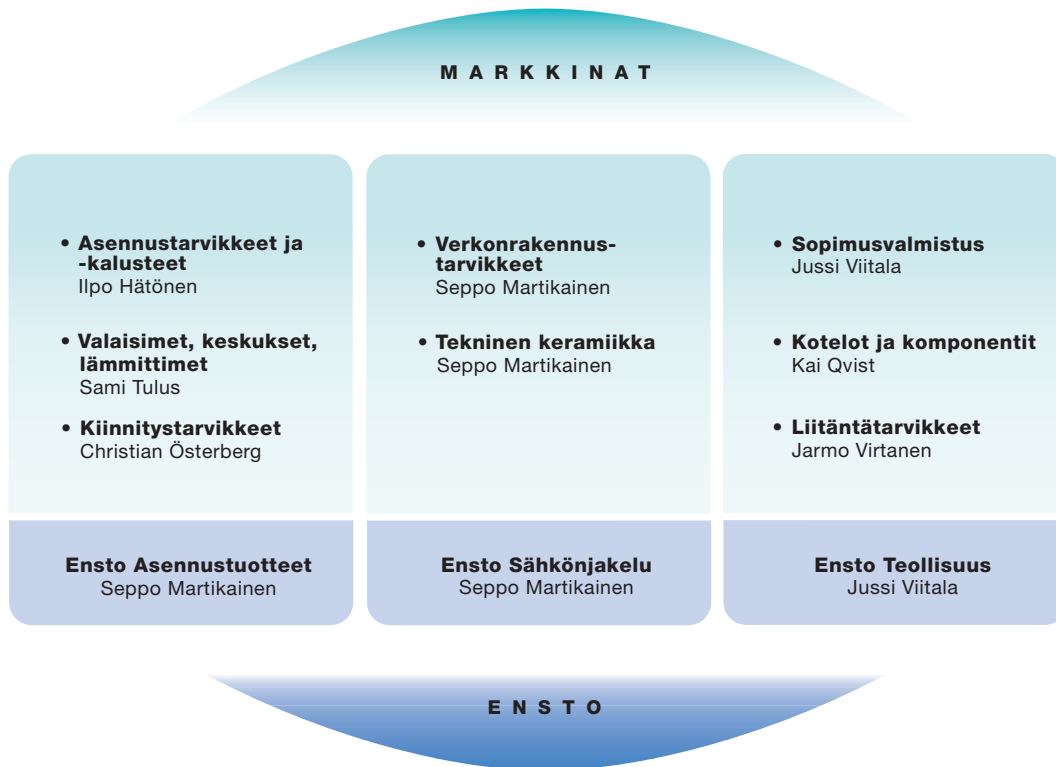 MARKKINAT
• Asennustarvikkeet ja
-kalusteet
Ilpo Hätönen
• Valaisimet, keskukset,
lämmittimet
Sami Tulus
• Kiinnitystarvikkeet
Christian Österberg
Ensto Asennustuotteet
Seppo Martikainen
• Verkonrakennus-
tarvikkeet
Seppo Martikainen
• Tekninen keramiikka
Seppo Martikainen
Ensto Sähkönjakelu
Seppo Martikainen
• Sopimusvalmistus
Jussi Viitala
• Kotelot ja komponentit
Kai Qvist
• Liitäntätarvikkeet
Jarmo Virtanen
Ensto Teollisuus
Jussi Viitala
ENSTO